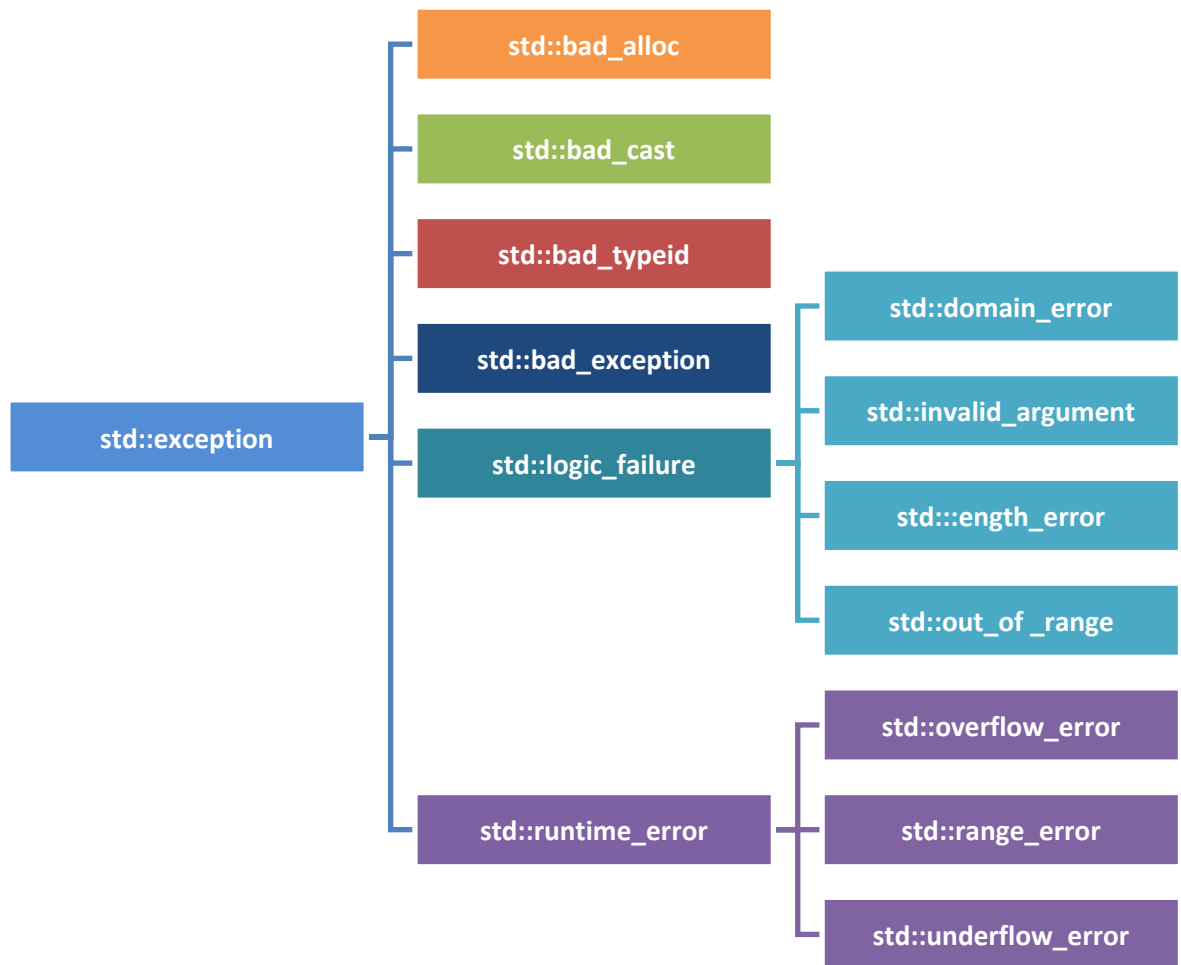 std::bad_alloc
std::bad_cast
std::bad_typeid
std::domain_error
std::bad_exception
std::invalid_argument
std::exception
std::logic_failure
std:::ength_error
std::out_of _range
std::overflow_error
std::runtime_error
std::range_error
std::underflow_error